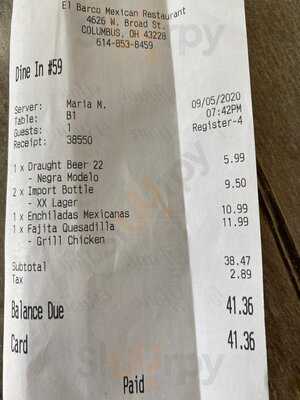 El Barco Mexican Restaurant
4626 W. Broad St.
COLUMBUS, OH 43228
614-853-8459
Dine In #59
09/05/2020
Server: Maria M. 07:42PM
Table: B1 Register-4
Guests: 1
Receipt: 38550
1 x Draught Beer 22 5.99
- Negra Modelo
2 x Import Bottle 9.50
- XX Lager
1 x Enchiladas Mexicanas 10.99
1 x Fajita Quesadilla 11.99
- Grill Chicken
Subtotal 38.47
Tax 2.89
Balance Due 41.36
Card 41.36
Paid